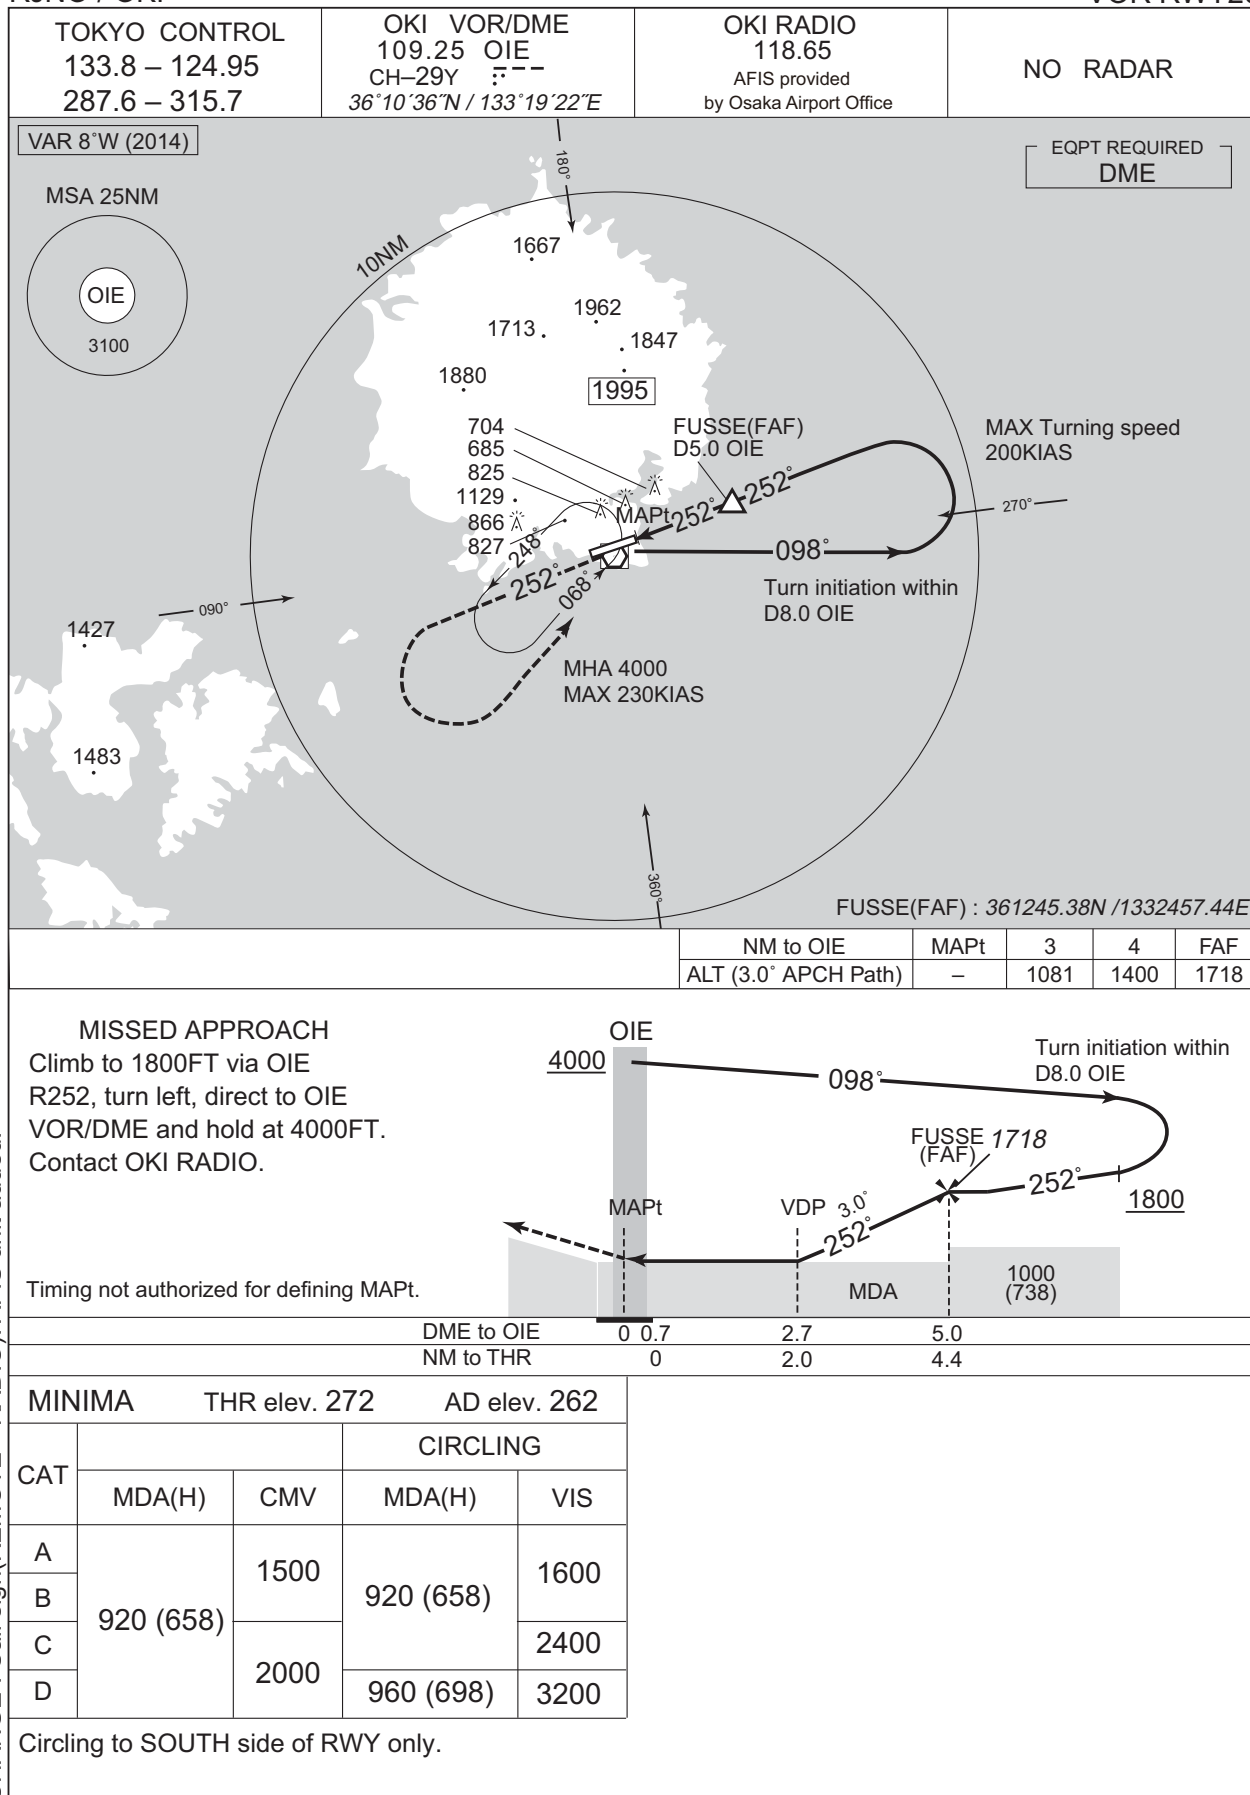 TOKYO CONTROL
133.8 – 124.95
287.6 – 315.7
OKI VOR/DME
109.25 OIE
CH–29Y
36°10´36˝N / 133°19´22˝E
OKI RADIO
118.65
AFIS provided
by Osaka Airport Office
NO RADAR
VAR 8°W (2014)
MSA 25NM
OIE
3100
EQPT REQUIRED
DME
180°
10NM
1667
1962
1713
1847
1880
1995
704
685
825
1129
866
827
FUSSE(FAF)
D5.0 OIE
MAX Turning speed
200KIAS
MAPt
252°
252°
270°
098°
248°
252°
068°
Turn initiation within
D8.0 OIE
090°
1427
MHA 4000
MAX 230KIAS
1483
360°
FUSSE(FAF) : 361245.38N /1332457.44E
NM to OIE MAPt 3 4 FAF
ALT (3.0° APCH Path) – 1081 1400 1718
MISSED APPROACH
Climb to 1800FT via OIE
R252, turn left, direct to OIE
VOR/DME and hold at 4000FT.
Contact OKI RADIO.
Timing not authorized for defining MAPt.
OIE
4000
098°
Turn initiation within
D8.0 OIE
FUSSE 1718
(FAF)
252°
1800
MAPt
VDP 3.0°
252°
MDA
1000
(738)
DME to OIE 0 0.7 2.7 5.0
NM to THR 0 2.0 4.4
MINIMA THR elev. 272 AD elev. 262
CAT
CIRCLING
MDA(H) CMV MDA(H) VIS
A
B
C
D
920 (658)
1500
2000
920 (658)
960 (698)
1600
2400
3200
Circling to SOUTH side of RWY only.